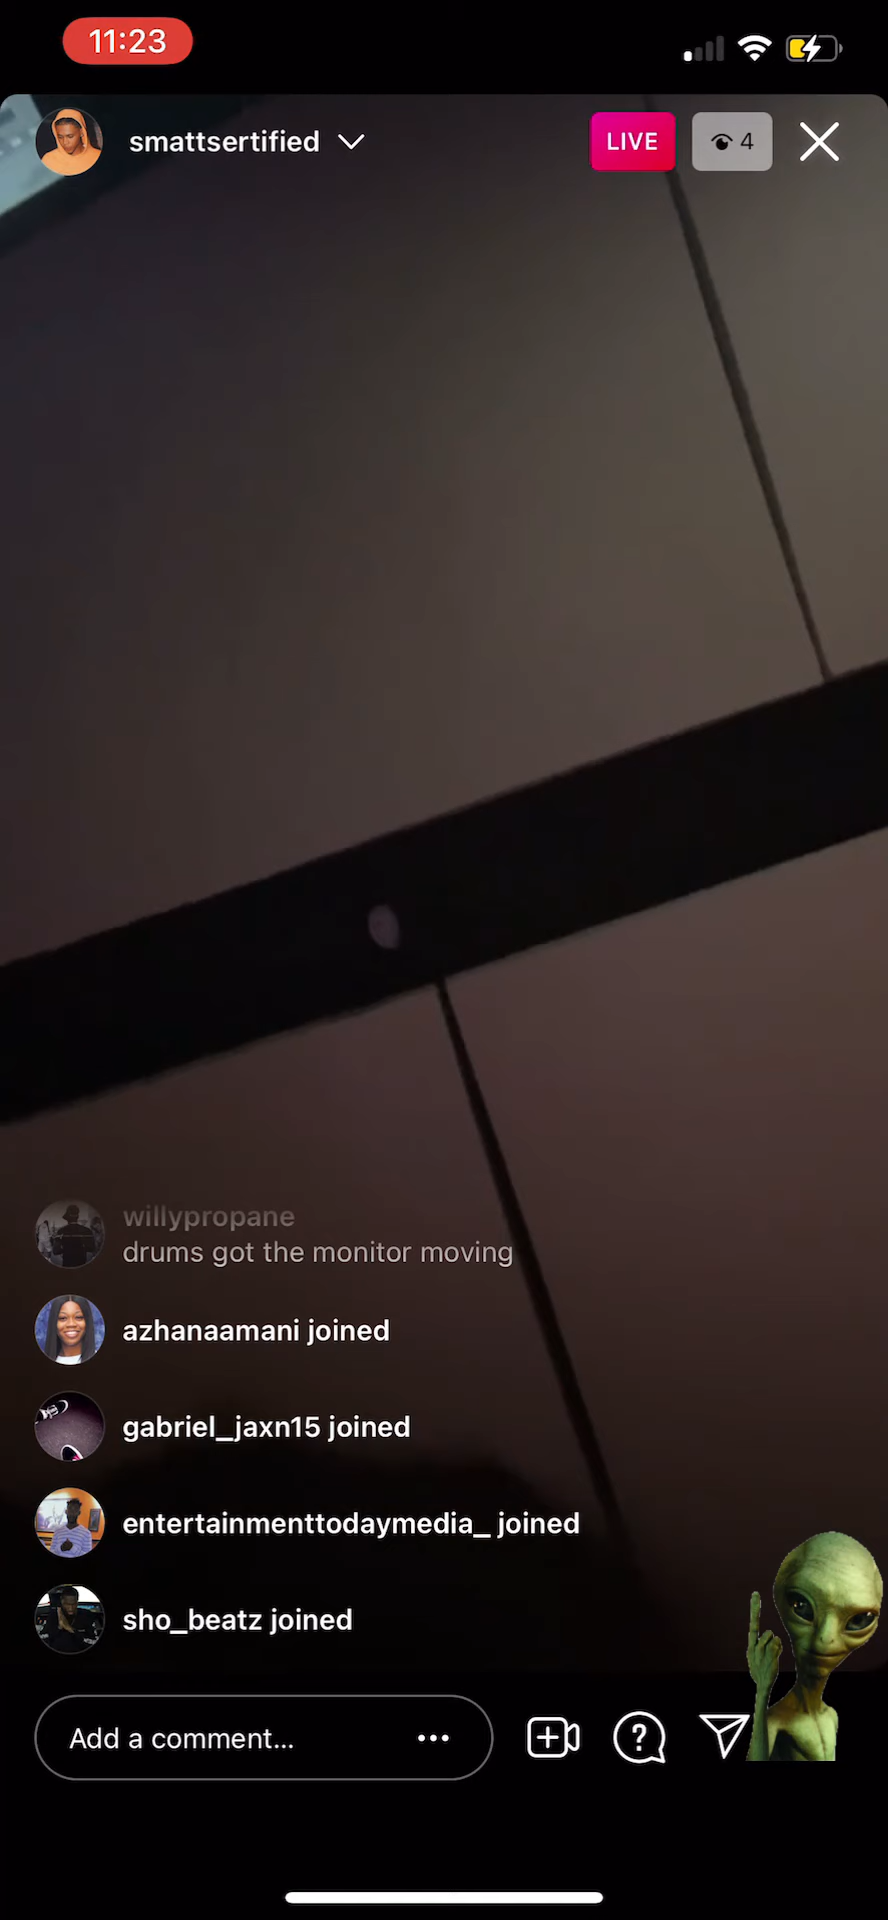 11:23
smattsertified
LIVE
4
willypropane
drums got the monitor moving
azhanaamani joined
gabriel_jaxn15 joined
entertainmenttodaymedia_ joined
sho_beatz joined
Add a comment...